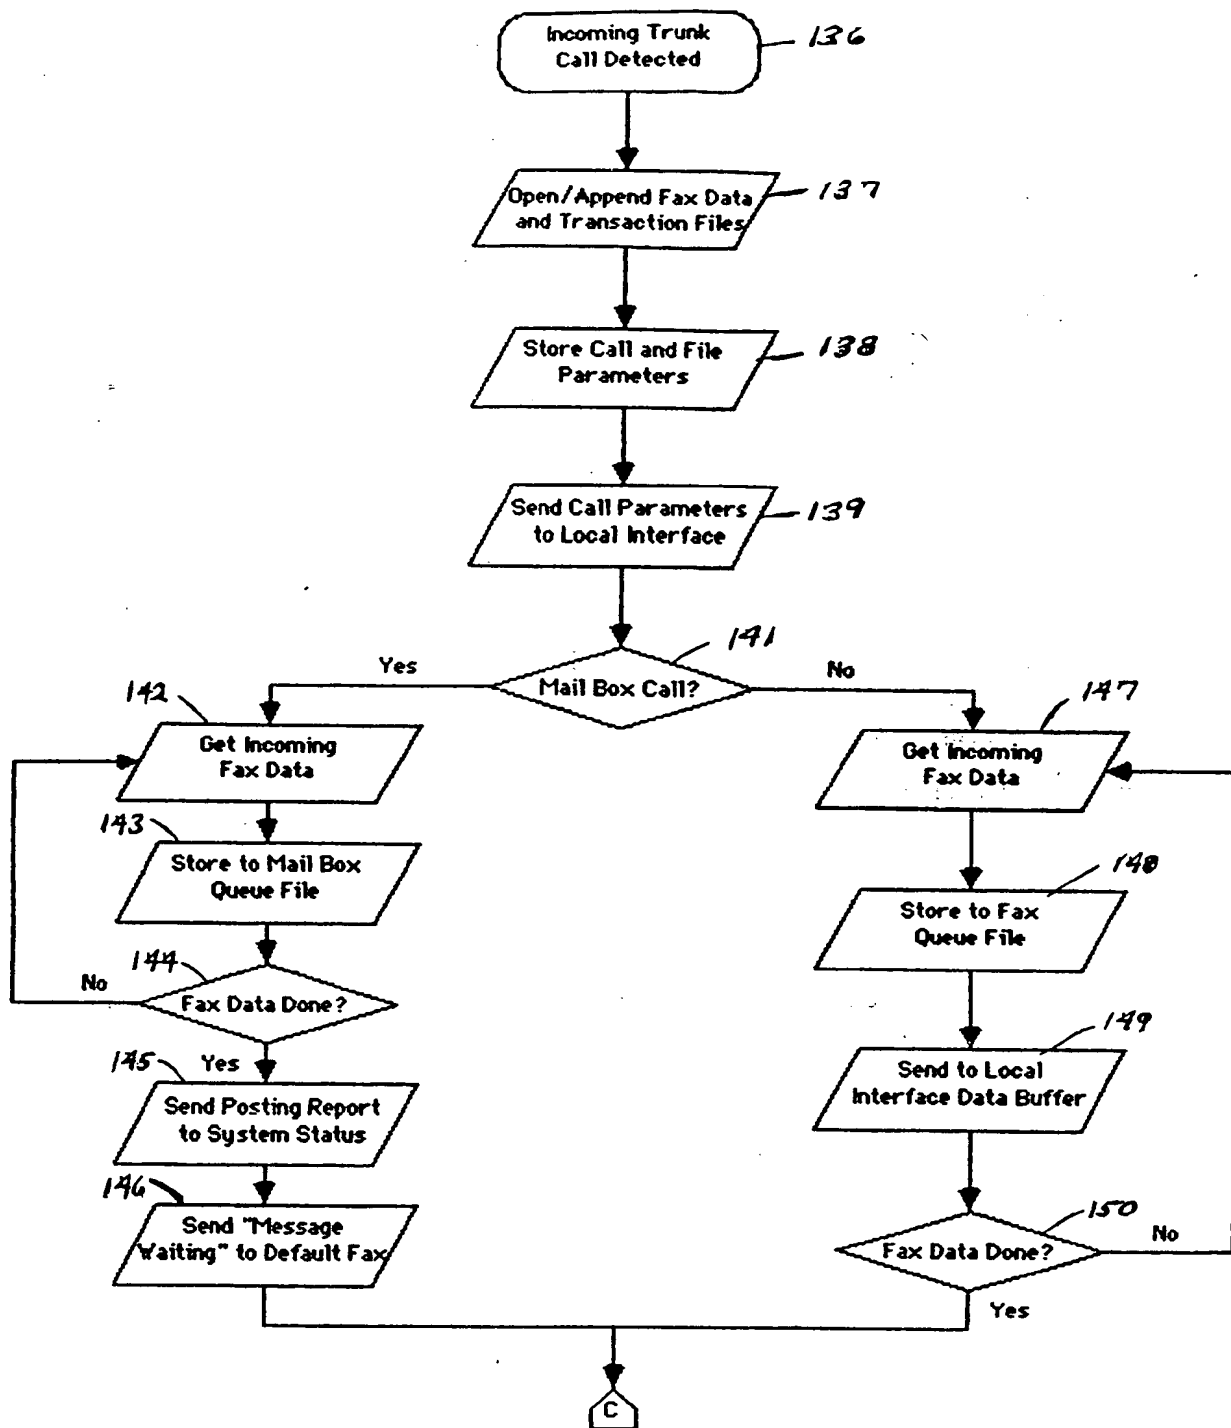 Incoming Trunk
Call Detected
136
Open/Append Fax Data
and Transaction Files
137
Store Call and File
Parameters
138
Send Call Parameters
to Local Interface
139
141
Mail Box Call?
Yes
No
142
Get Incoming
Fax Data
147
Get Incoming
Fax Data
143
Store to Mail Box
Queue File
148
Store to Fax
Queue File
144
Fax Data Done?
No
Yes
149
Send to Local
Interface Data Buffer
145
Send Posting Report
to System Status
146
Send "Message
Waiting" to Default Fax
150
Fax Data Done?
No
Yes
C